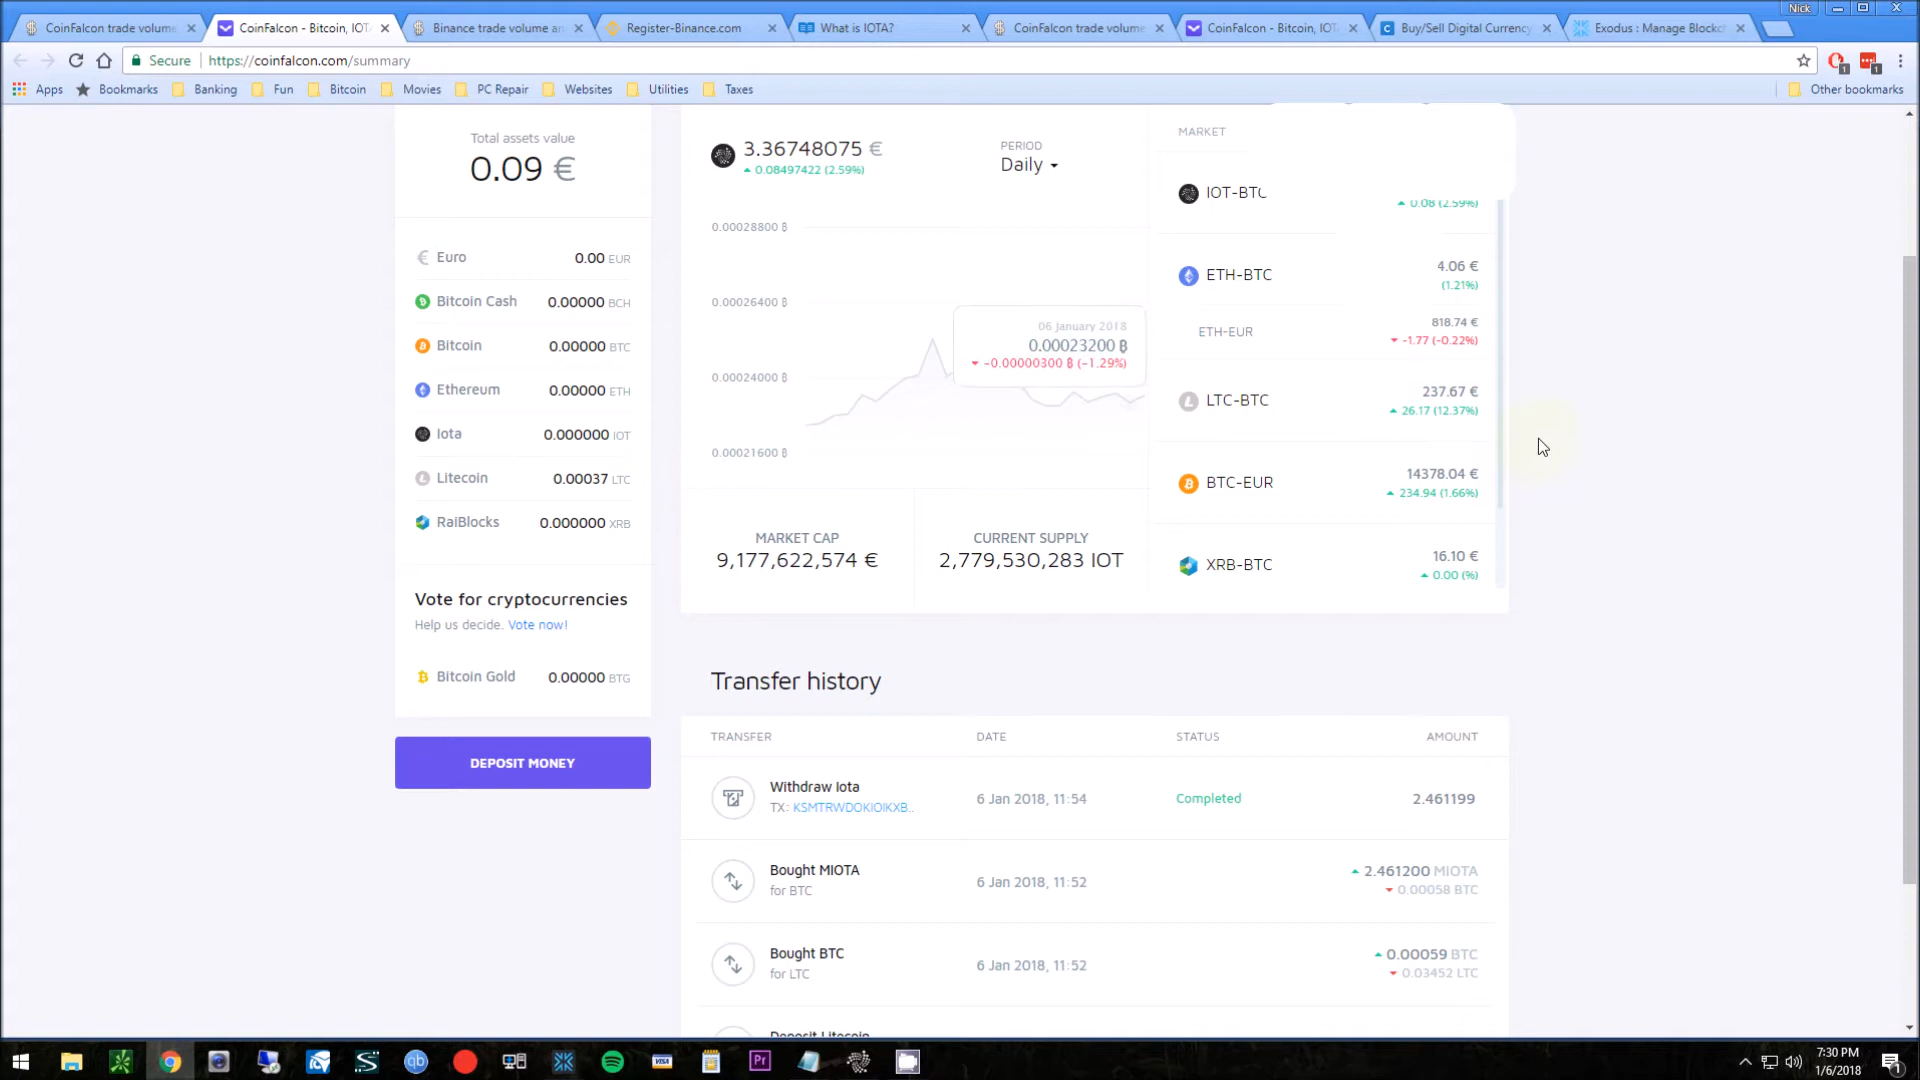 Nick
CoinFalcon trade volume
CoinFalcon - Bitcoin, IOT
Binance trade volume an
Register-Binance.com
What is IOTA?
CoinFalcon trade volume
CoinFalcon - Bitcoin, IOT
Buy/Sell Digital Currency
Exodus : Manage Blockch
Secure https://coinfalcon.com/summary
1 1
Apps Bookmarks Banking Fun Bitcoin Movies PC Repair Websites Utilities Taxes Other bookmarks
Total assets value
0.09 €
Euro 0.00 EUR
Bitcoin Cash 0.00000 BCH
Bitcoin 0.00000 BTC
Ethereum 0.00000 ETH
Iota 0.000000 IOT
Litecoin 0.00037 LTC
RaiBlocks 0.000000 XRB
Vote for cryptocurrencies
Help us decide. Vote now!
Bitcoin Gold 0.00000 BTG
DEPOSIT MONEY
3.36748075 €
0.08497422 (2.59%)
PERIOD
Daily
0.00028800 ฿
0.00026400 ฿
0.00024000 ฿
0.00021600 ฿
06 January 2018
0.00023200 ฿
-0.00000300 ฿ (-1.29%)
MARKET CAP
9,177,622,574 €
CURRENT SUPPLY
2,779,530,283 IOT
MARKET
IOT-BTC
0.08 (2.59%)
ETH-BTC 4.06 €
(1.21%)
ETH-EUR 818.74 €
-1.77 (-0.22%)
LTC-BTC 237.67 €
26.17 (12.37%)
BTC-EUR 14378.04 €
234.94 (1.66%)
XRB-BTC 16.10 €
0.00 (%)
Transfer history
TRANSFER DATE STATUS AMOUNT
Withdraw Iota
TX: KSMTRWDOKIOIKXB..
6 Jan 2018, 11:54 Completed 2.461199
Bought MIOTA
for BTC
6 Jan 2018, 11:52
2.461200 MIOTA
0.00058 BTC
Bought BTC
for LTC
6 Jan 2018, 11:52
0.00059 BTC
0.03452 LTC
Deposit Litecoin
qb
VISA
Pr
7:30 PM
1/6/2018
1